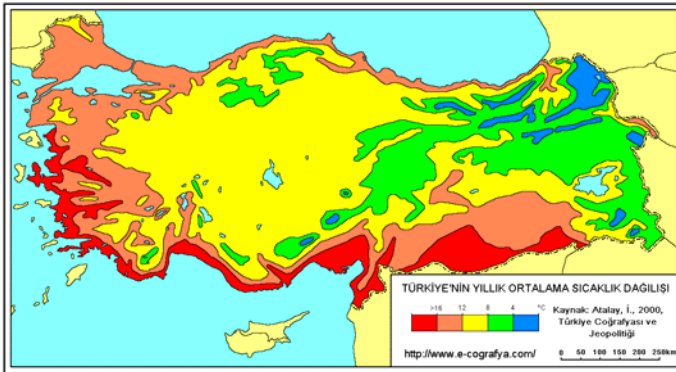 TÜRKİYE'NİN YILLIK ORTALAMA SICAKLIK DAĞILIŞI
>16 12 8 4 °C
Kaynak: Atalay, İ., 2000,
Türkiye Coğrafyası ve
Jeopolitiği
http://www.e-cografya.com/
0 50 100 150 200 250km